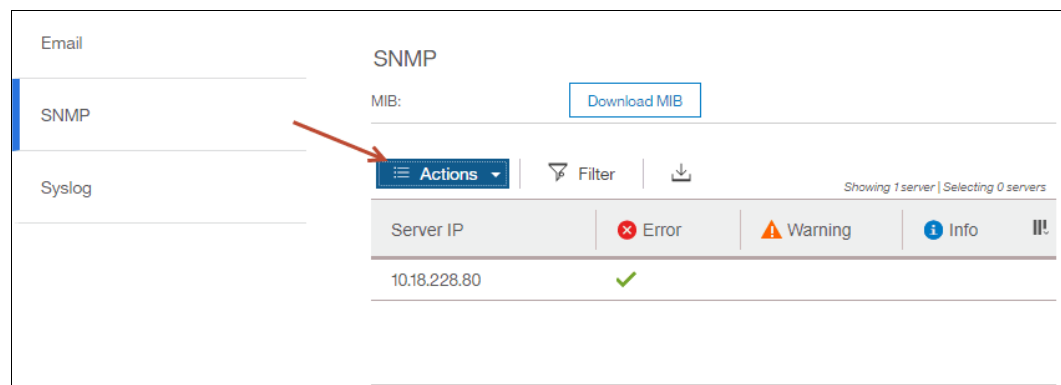 Email
SNMP
Syslog
SNMP
MIB: Download MIB
Actions Filter
Showing 1 server | Selecting 0 servers
Server IP Error Warning Info
10.18.228.80